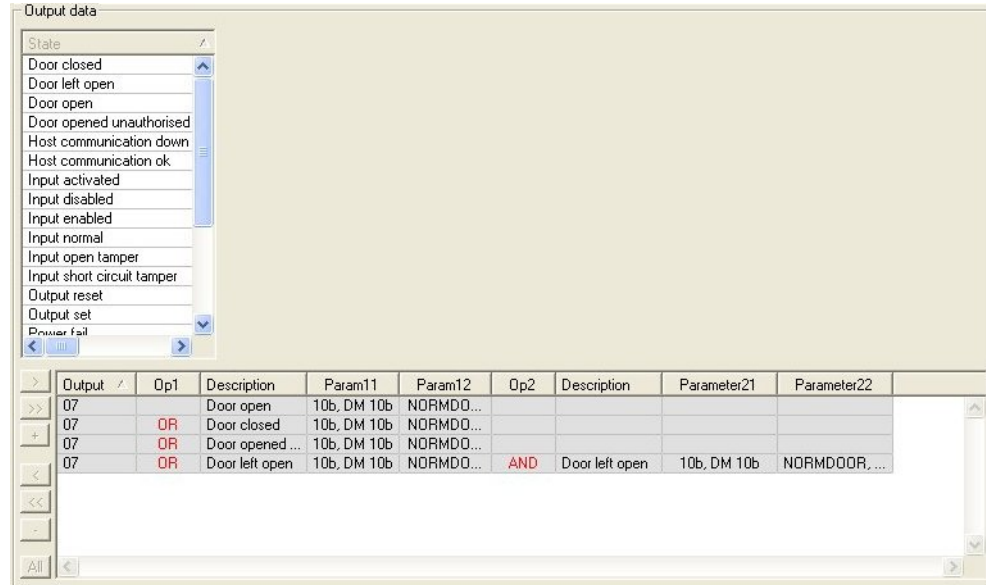 Output data
State
Door closed
Door left open
Door open
Door opened unauthorised
Host communication down
Host communication ok
Input activated
Input disabled
Input enabled
Input normal
Input open tamper
Input short circuit tamper
Output reset
Output set
Power fail
> Output Op1 Description Param11 Param12 Op2 Description Parameter21 Parameter22
>> 07 Door open 10b, DM 10b NORMDO...
+ 07 OR Door closed 10b, DM 10b NORMDO...
07 OR Door opened ... 10b, DM 10b NORMDO...
< 07 OR Door left open 10b, DM 10b NORMDO... AND Door left open 10b, DM 10b NORMDOOR, ...
<<
-
All